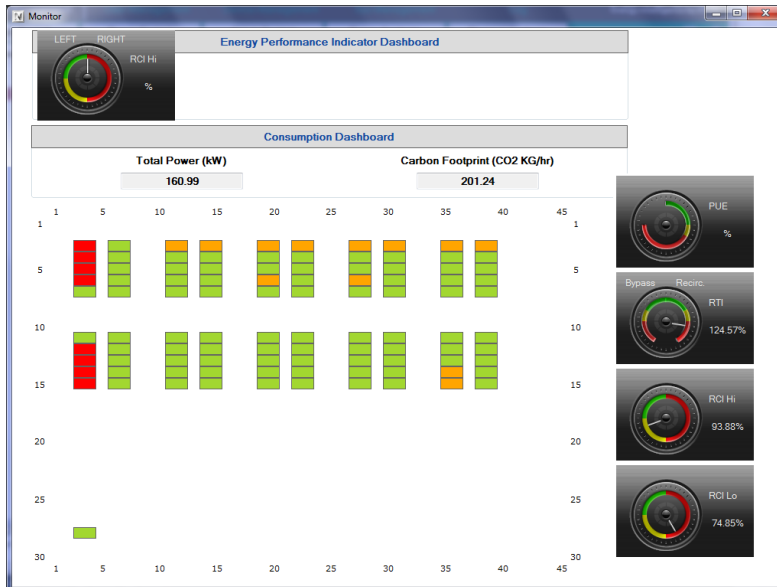 Monitor
LEFT RIGHT
RCI Hi
%
Energy Performance Indicator Dashboard
Consumption Dashboard
Total Power (kW) Carbon Footprint (CO2 KG/hr)
160.99 201.24
1 5 10 15 20 25 30 35 40 45
1 1
5 5
10 10
15 15
20 20
25 25
30 30
1 5 10 15 20 25 30 35 40 45
PUE
%
Bypass Recirc.
RTI
124.57%
RCI Hi
93.88%
RCI Lo
74.85%